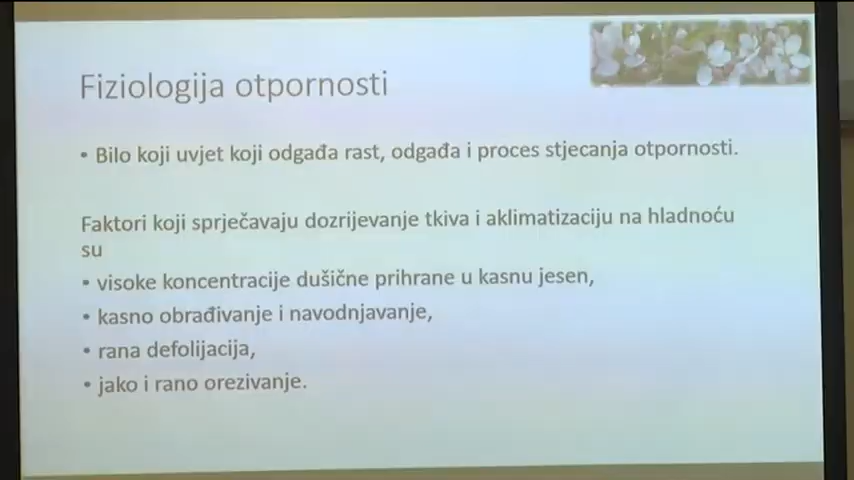 Fiziologija otpornosti
• Bilo koji uvjet koji odgađa rast, odgađa i proces stjecanja otpornosti.
Faktori koji sprječavaju dozrijevanje tkiva i aklimatizaciju na hladnoću
su
• visoke koncentracije dušične prihrane u kasnu jesen,
• kasno obrađivanje i navodnjavanje,
• rana defolijacija,
• jako i rano orezivanje.